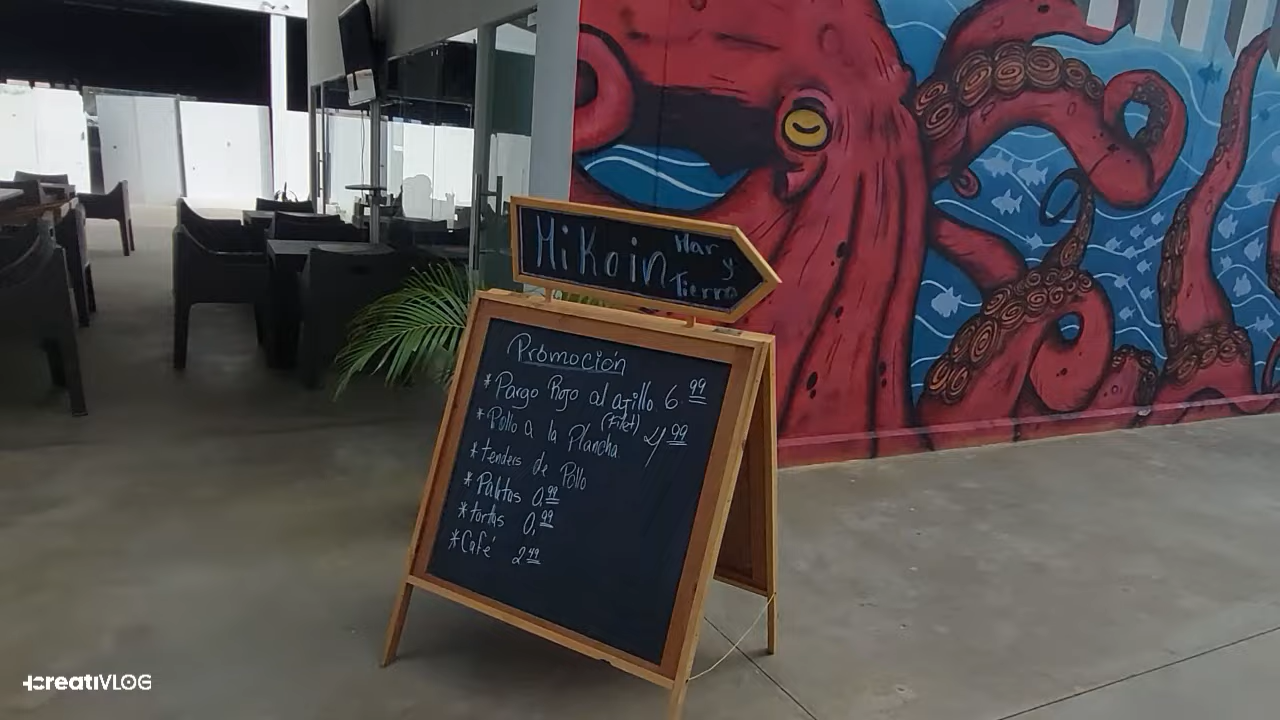 MiKoin Mar y Tierra
Promoción
* Pargo Rojo al ajillo 6.99
(Filet)
* Pollo a la Plancha 4.99
* tenders de Pollo
* Palitos 0.99
* tortas 0.99
* Café 2.49
+creatiVLOG